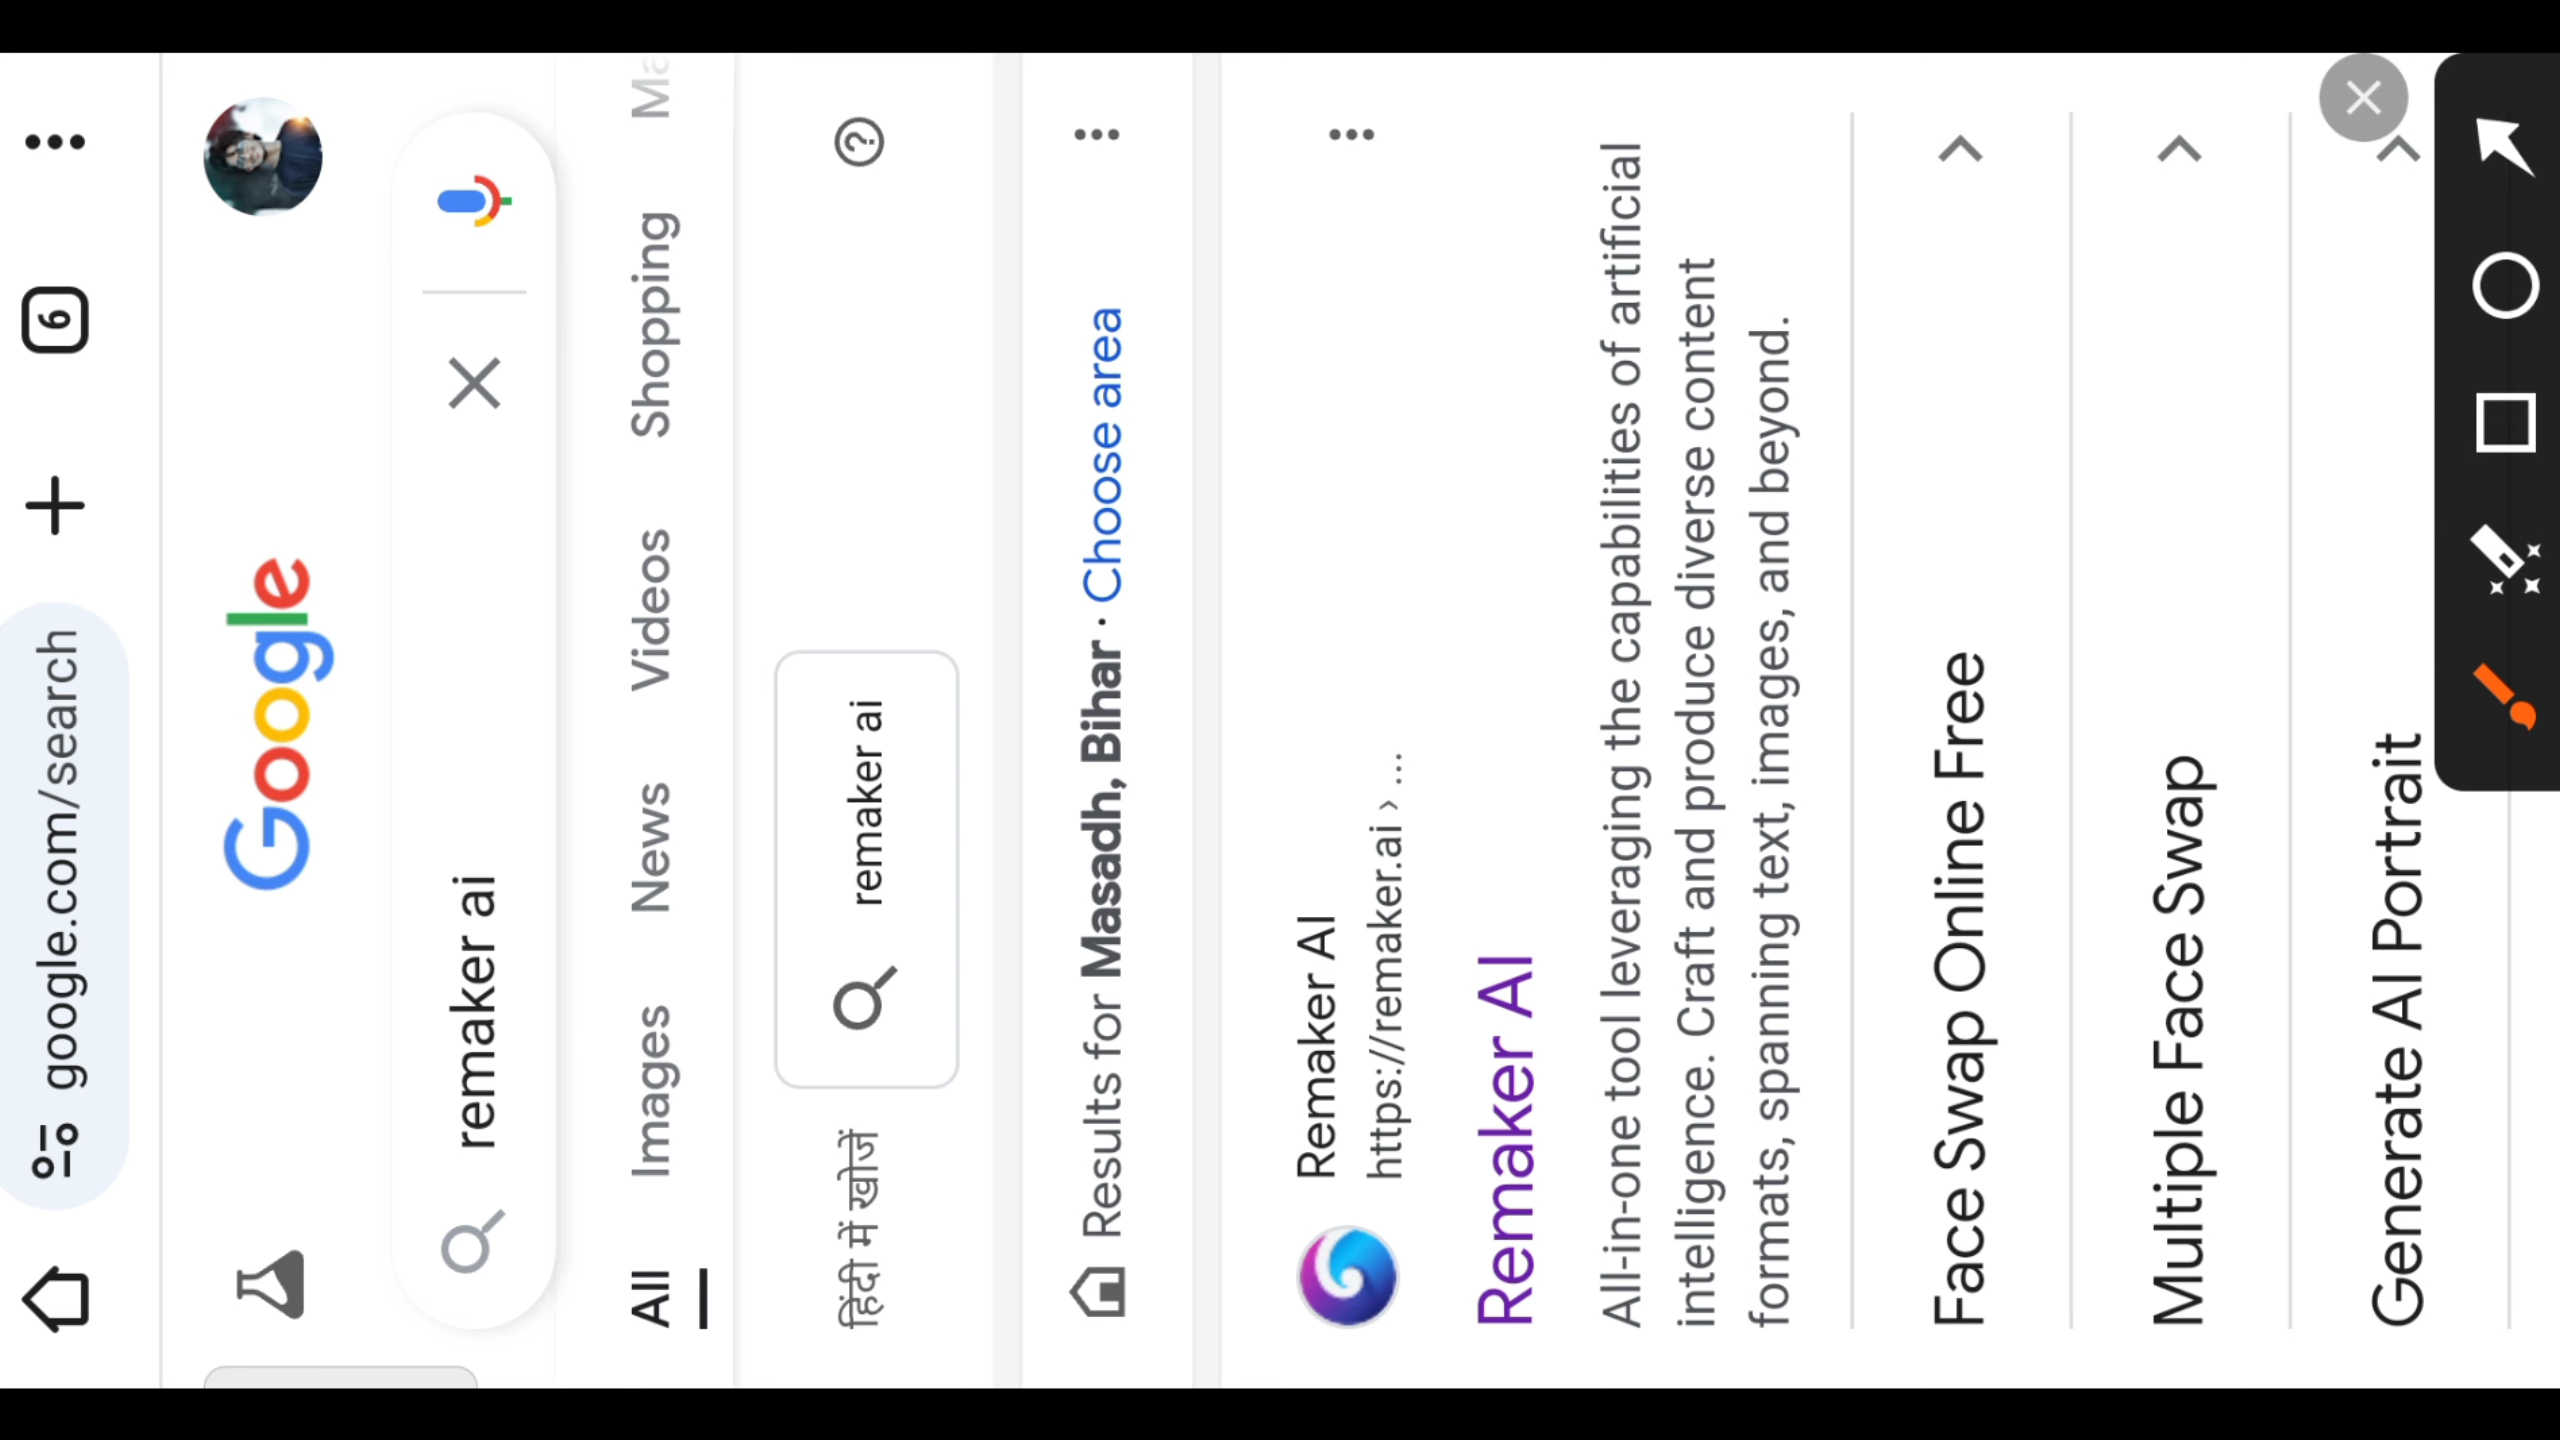 google.com/search
6
Google
remaker ai
All Images News Videos Shopping Ma
हिंदी में खोजें
remaker ai
Results for Masadh, Bihar · Choose area
Remaker AI
https://remaker.ai › ...
Remaker AI
All-in-one tool leveraging the capabilities of artificial
intelligence. Craft and produce diverse content
formats, spanning text, images, and beyond.
Face Swap Online Free
Multiple Face Swap
Generate AI Portrait